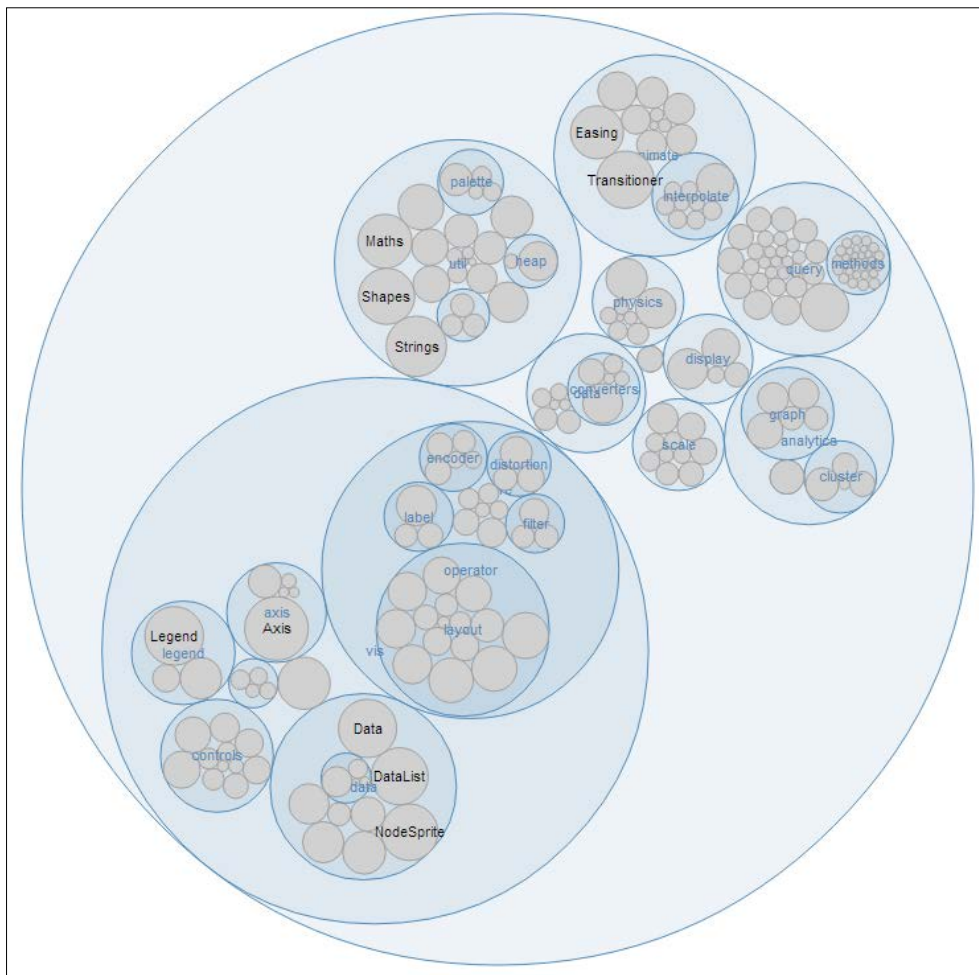 Easing
Transitioner
Interpolate
palette
Maths
util
heap
query
methods
Shapes
physics
Strings
display
converters
data
graph
analytics
scale
cluster
encoder
distortion
label
filter
operator
layout
vis
axis
Axis
Legend
legend
controls
Data
DataList
data
NodeSprite